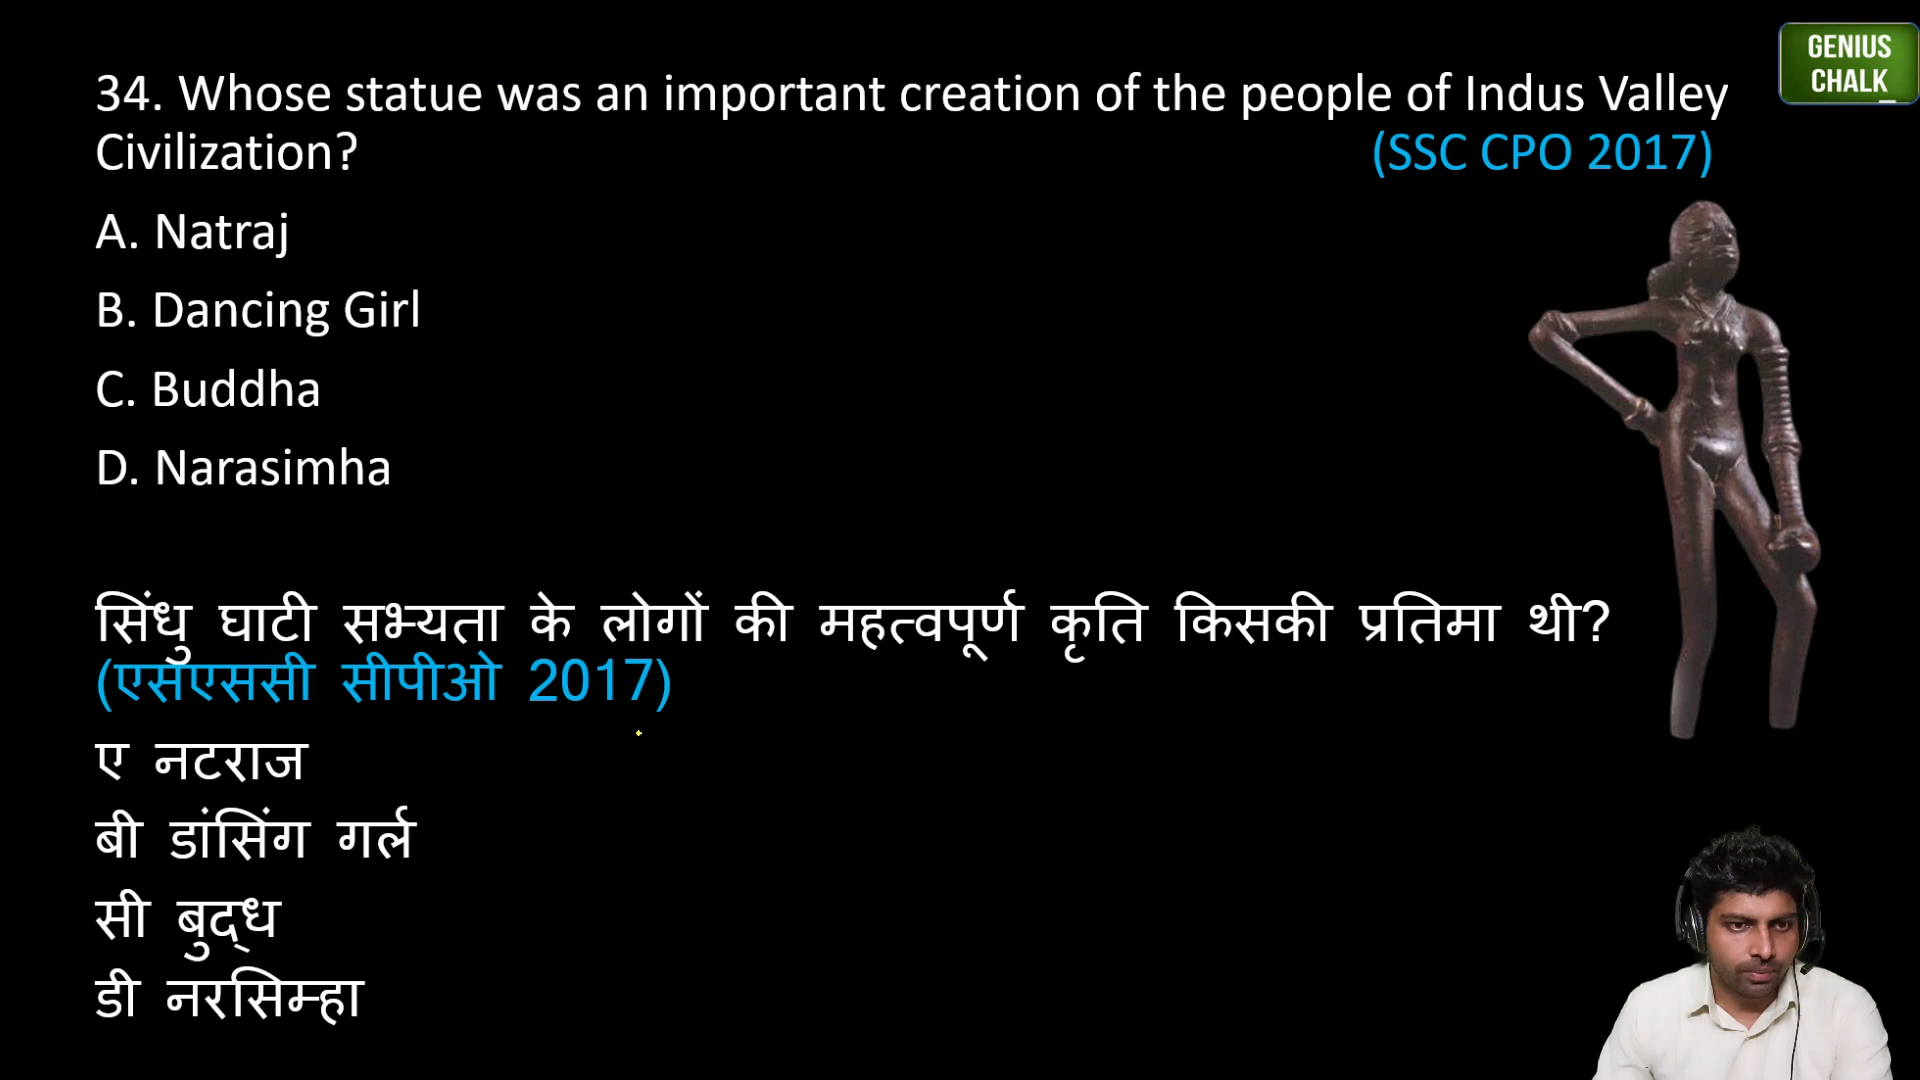 GENIUS
CHALK
34. Whose statue was an important creation of the people of Indus Valley
Civilization? (SSC CPO 2017)
A. Natraj
B. Dancing Girl
C. Buddha
D. Narasimha
सिंधु घाटी सभ्यता के लोगों की महत्वपूर्ण कृति किसकी प्रतिमा थी?
(एसएससी सीपीओ 2017)
ए नटराज
बी डांसिंग गर्ल
सी बुद्ध
डी नरसिम्हा